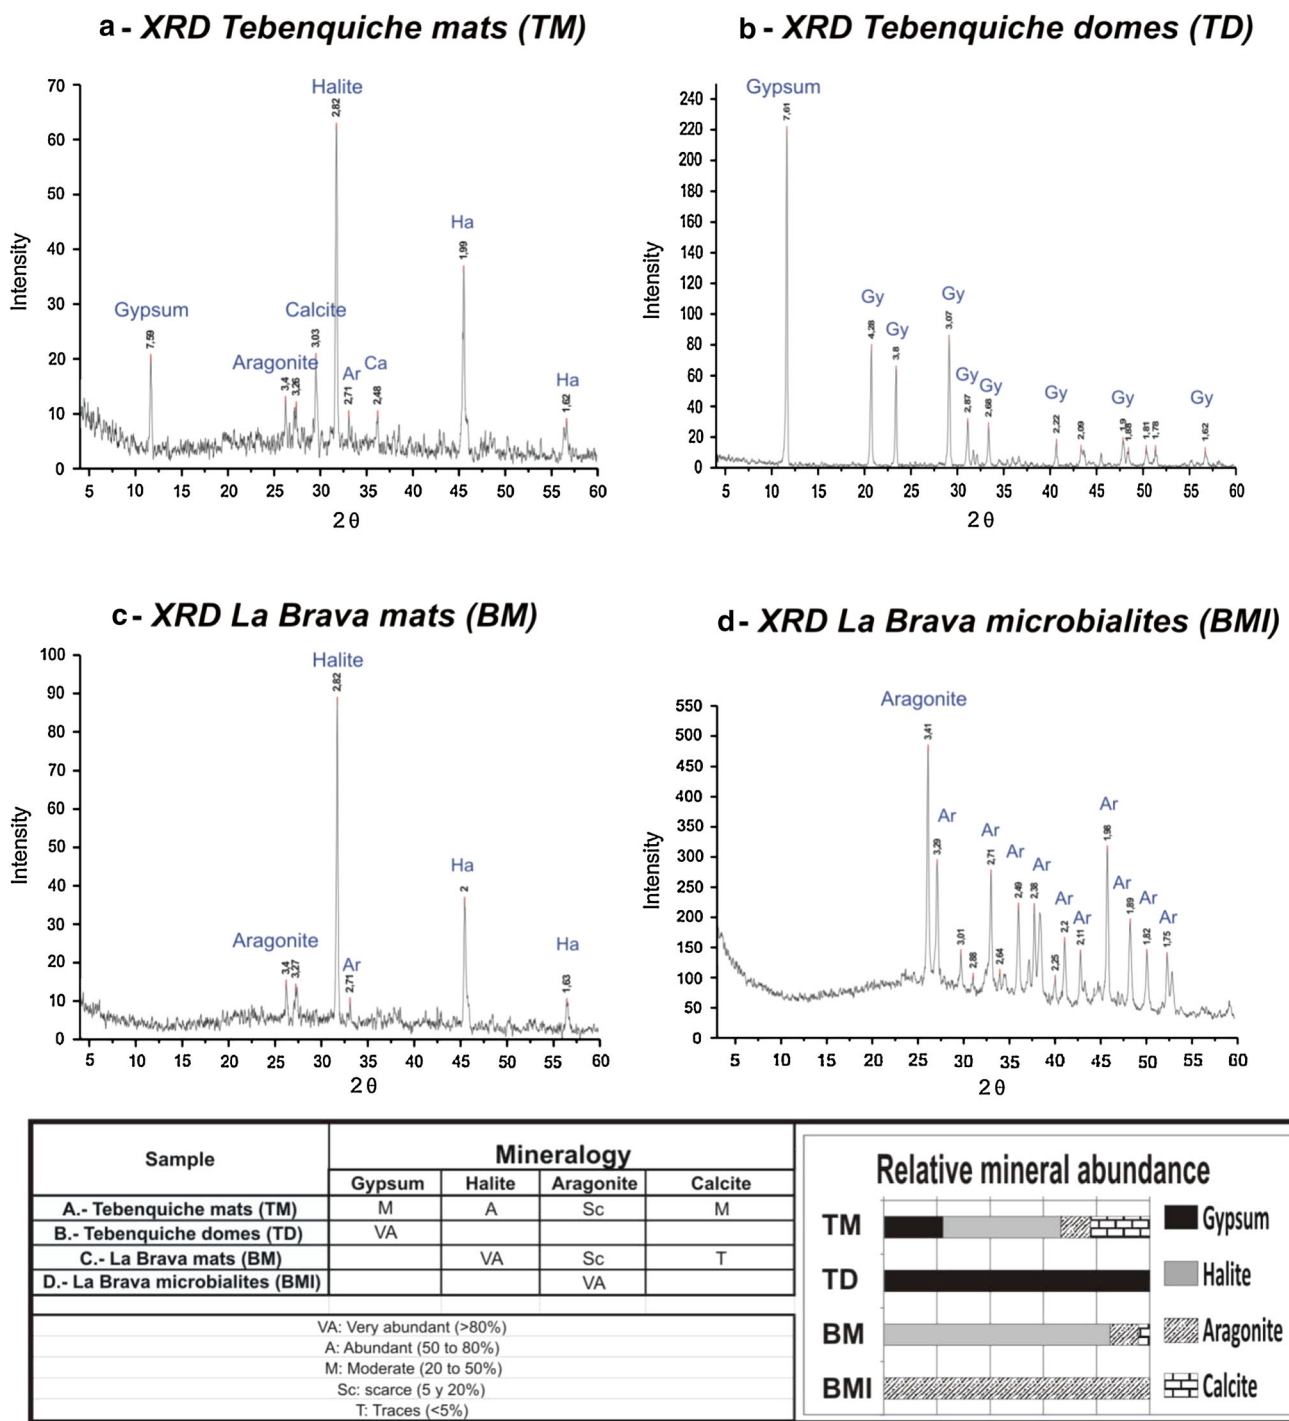 a - XRD Tebenquiche mats (TM)
Intensity
70
60
50
40
30
20
10
0
Gypsum
7,59
Aragonite
3,4
3,26
Calcite
3,03
Halite
2,82
Ar
2,71
Ca
2,48
Ha
1,99
Ha
1,62
5 10 15 20 25 30 35 40 45 50 55 60
2θ
b - XRD Tebenquiche domes (TD)
Intensity
240
220
200
180
160
140
120
100
80
60
40
20
0
Gypsum
7,61
Gy
4,28
Gy
3,8
Gy
3,07
Gy
2,87
Gy
2,68
Gy
2,22
2,09
Gy
1,9
1,88
1,81
1,78
Gy
1,62
5 10 15 20 25 30 35 40 45 50 55 60
2θ
c - XRD La Brava mats (BM)
Intensity
100
90
80
70
60
50
40
30
20
10
0
Aragonite
3,4
3,27
Halite
2,82
Ar
2,71
Ha
2
Ha
1,63
5 10 15 20 25 30 35 40 45 50 55 60
2θ
d - XRD La Brava microbialites (BMI)
Intensity
550
500
450
400
350
300
250
200
150
100
50
0
Aragonite
3,41
Ar
3,29
3,01
2,88
Ar
2,71
2,64
Ar
2,49
Ar
2,38
2,25
Ar
2,2
Ar
2,11
Ar
1,98
Ar
1,89
Ar
1,82
Ar
1,75
5 10 15 20 25 30 35 40 45 50 55 60
2θ
Sample Mineralogy
Gypsum Halite Aragonite Calcite
A.- Tebenquiche mats (TM) M A Sc M
B.- Tebenquiche domes (TD) VA
C.- La Brava mats (BM) VA Sc T
D.- La Brava microbialites (BMI) VA
VA: Very abundant (>80%)
A: Abundant (50 to 80%)
M: Moderate (20 to 50%)
Sc: scarce (5 y 20%)
T: Traces (<5%)
Relative mineral abundance
TM
TD
BM
BMI
Gypsum
Halite
Aragonite
Calcite